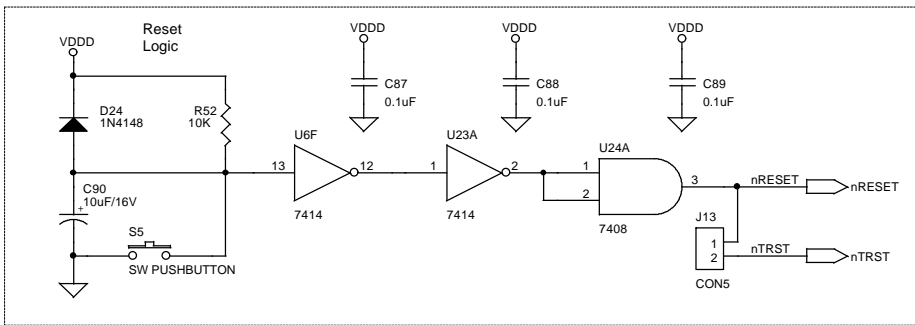 Reset
Logic
VDDD
VDDD
VDDD
VDDD
D24
1N4148
R52
10K
C87
0.1uF
C88
0.1uF
C89
0.1uF
U6F
13
12
7414
U23A
1
2
7414
U24A
1
2
3
7408
nRESET
nRESET
C90
+
10uF/16V
S5
SW PUSHBUTTON
J13
1
2
CON5
nTRST
nTRST